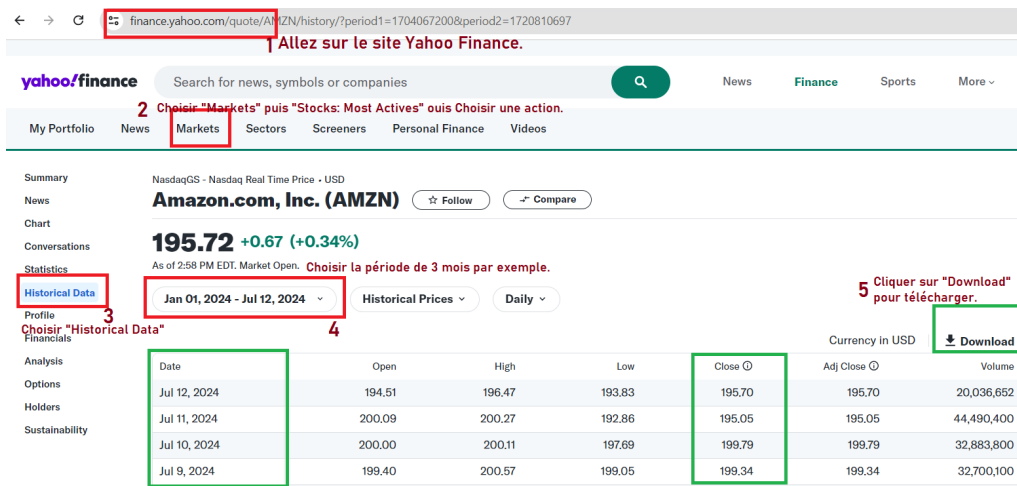 finance.yahoo.com/quote/AMZN/history/?period1=1704067200&period2=1720810697
1 Allez sur le site Yahoo Finance.
yahoo!finance Search for news, symbols or companies News Finance Sports More
2 Choisir "Markets" puis "Stocks: Most Actives" ouis Choisir une action.
My Portfolio News Markets Sectors Screeners Personal Finance Videos
Summary
News
Chart
Conversations
Statistics
Historical Data
3
Profile
Choisir "Historical Data"
Financials
Analysis
Options
Holders
Sustainability
NasdaqGS - Nasdaq Real Time Price • USD
Amazon.com, Inc. (AMZN) Follow Compare
195.72 +0.67 (+0.34%)
As of 2:58 PM EDT. Market Open. Choisir la période de 3 mois par exemple.
Jan 01, 2024 - Jul 12, 2024 Historical Prices Daily
4
5 Cliquer sur "Download"
pour télécharger.
Currency in USD Download
Date Open High Low Close Adj Close Volume
Jul 12, 2024 194.51 196.47 193.83 195.70 195.70 20,036,652
Jul 11, 2024 200.09 200.27 192.86 195.05 195.05 44,490,400
Jul 10, 2024 200.00 200.11 197.69 199.79 199.79 32,883,800
Jul 9, 2024 199.40 200.57 199.05 199.34 199.34 32,700,100